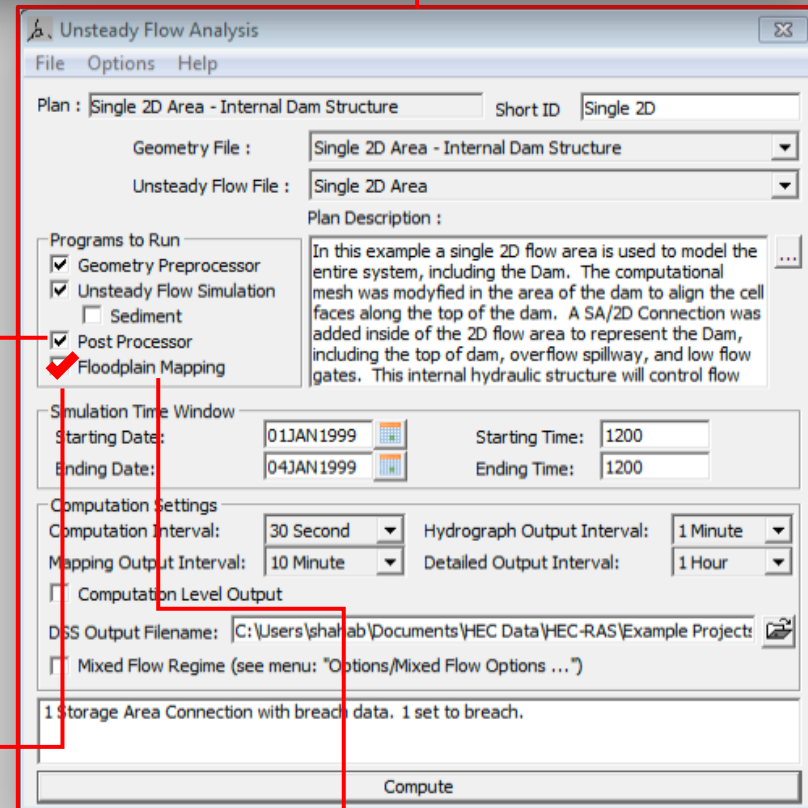 Unsteady Flow Analysis
File Options Help
Plan : Single 2D Area - Internal Dam Structure Short ID Single 2D
Geometry File : Single 2D Area - Internal Dam Structure
Unsteady Flow File : Single 2D Area
Plan Description :
Programs to Run
Geometry Preprocessor
Unsteady Flow Simulation
Sediment
Post Processor
Floodplain Mapping
In this example a single 2D flow area is used to model the
entire system, including the Dam. The computational
mesh was modyfied in the area of the dam to align the cell
faces along the top of the dam. A SA/2D Connection was
added inside of the 2D flow area to represent the Dam,
including the top of dam, overflow spillway, and low flow
gates. This internal hydraulic structure will control flow
...
Simulation Time Window
Starting Date: 01JAN1999 Starting Time: 1200
Ending Date: 04JAN1999 Ending Time: 1200
Computation Settings
Computation Interval: 30 Second Hydrograph Output Interval: 1 Minute
Mapping Output Interval: 10 Minute Detailed Output Interval: 1 Hour
Computation Level Output
DSS Output Filename: C:\Users\shahab\Documents\HEC Data\HEC-RAS\Example Projects
Mixed Flow Regime (see menu: "Options/Mixed Flow Options ...")
1 Storage Area Connection with breach data. 1 set to breach.
Compute